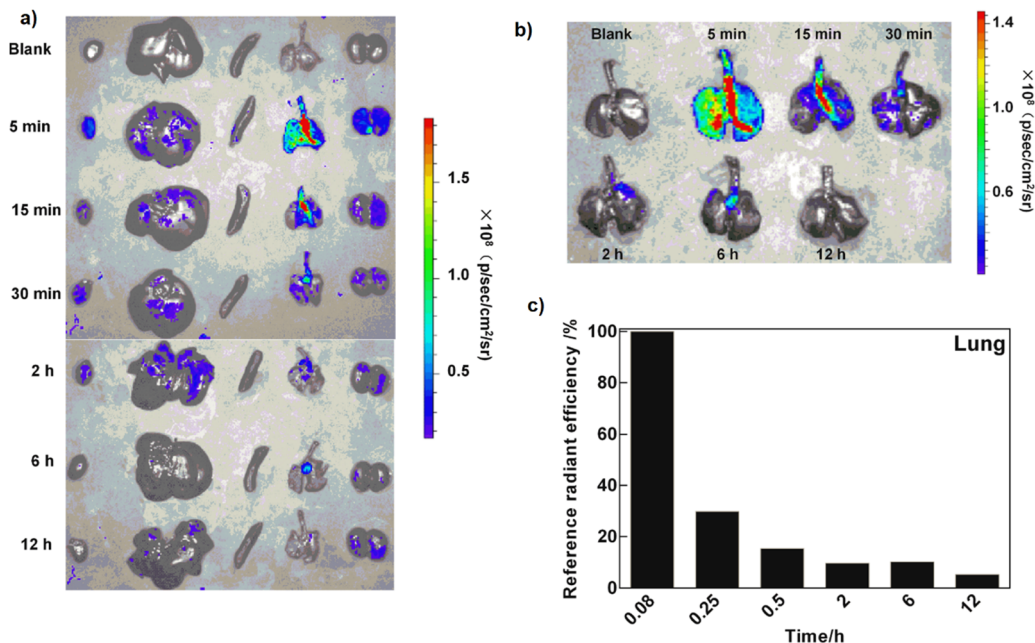 a)
Blank
5 min
15 min
30 min
2 h
6 h
12 h
1.5
1.0
0.5
×10⁸ (p/sec/cm²/sr)
b)
Blank
5 min
15 min
30 min
2 h
6 h
12 h
1.4
1.0
0.6
×10⁸ (p/sec/cm²/sr)
c)
Lung
Reference radiant efficiency /%
100
80
60
40
20
0
0.08
0.25
0.5
2
6
12
Time/h